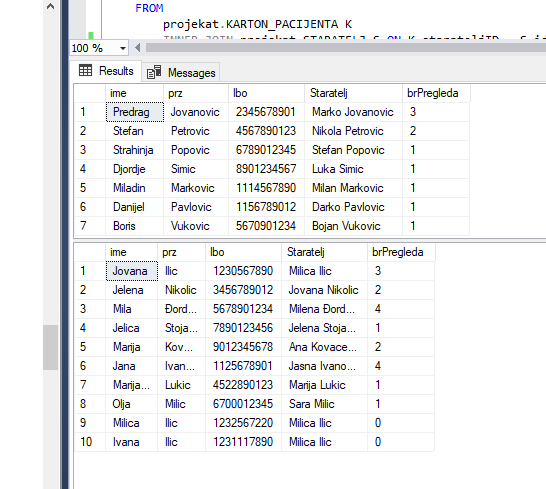 FROM
projekat.KARTON_PACIJENTA K
INNER JOIN projekat.STARATELJ S ON K.starateljID
100 %
Results Messages
ime prz lbo Staratelj brPregleda
1 Predrag Jovanovic 2345678901 Marko Jovanovic 3
2 Stefan Petrovic 4567890123 Nikola Petrovic 2
3 Strahinja Popovic 6789012345 Stefan Popovic 1
4 Djordje Simic 8901234567 Luka Simic 1
5 Miladin Markovic 1114567890 Milan Markovic 1
6 Danijel Pavlovic 1156789012 Darko Pavlovic 1
7 Boris Vukovic 5670901234 Bojan Vukovic 1
ime prz lbo Staratelj brPregleda
1 Jovana Ilic 1230567890 Milica Ilic 3
2 Jelena Nikolic 3456789012 Jovana Nikolic 2
3 Mila Đord... 5678901234 Milena Đord... 4
4 Jelica Stoja... 7890123456 Jelena Stoja... 1
5 Marija Kov... 9012345678 Ana Kovace... 2
6 Jana Ivan... 1125678901 Jasna Ivano... 4
7 Marija... Lukic 4522890123 Marija Lukic 1
8 Olja Milic 6700012345 Sara Milic 1
9 Milica Ilic 1232567220 Milica Ilic 0
10 Ivana Ilic 1231117890 Milica Ilic 0